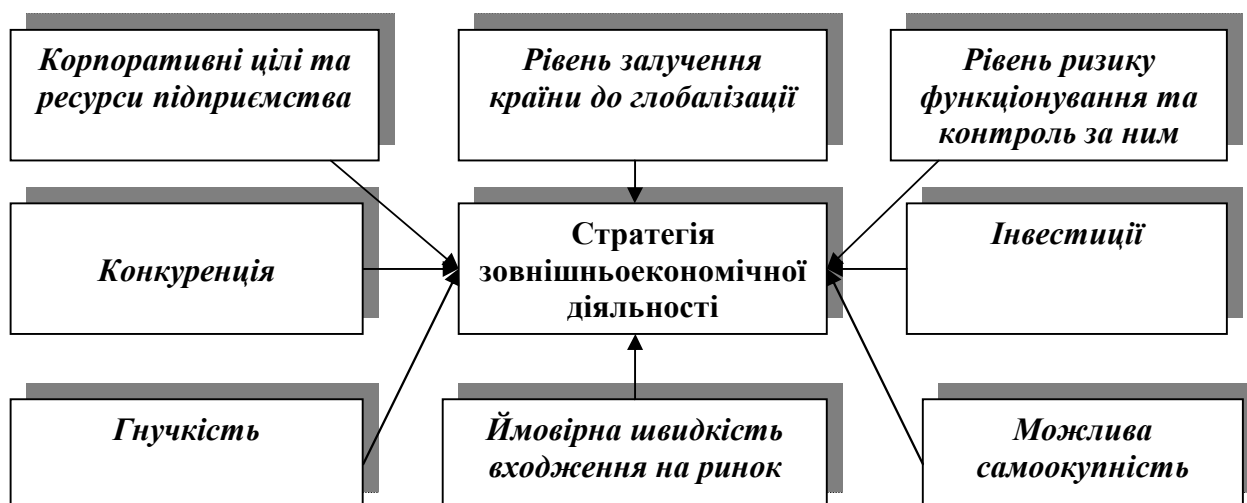 Корпоративні цілі та
ресурси підприємства
Рівень залучення
країни до глобалізації
Рівень ризику
функціонування та
контроль за ним
Конкуренція
Стратегія
зовнішньоекономічної
діяльності
Інвестиції
Гнучкість
Ймовірна швидкість
входження на ринок
Можлива
самоокупність